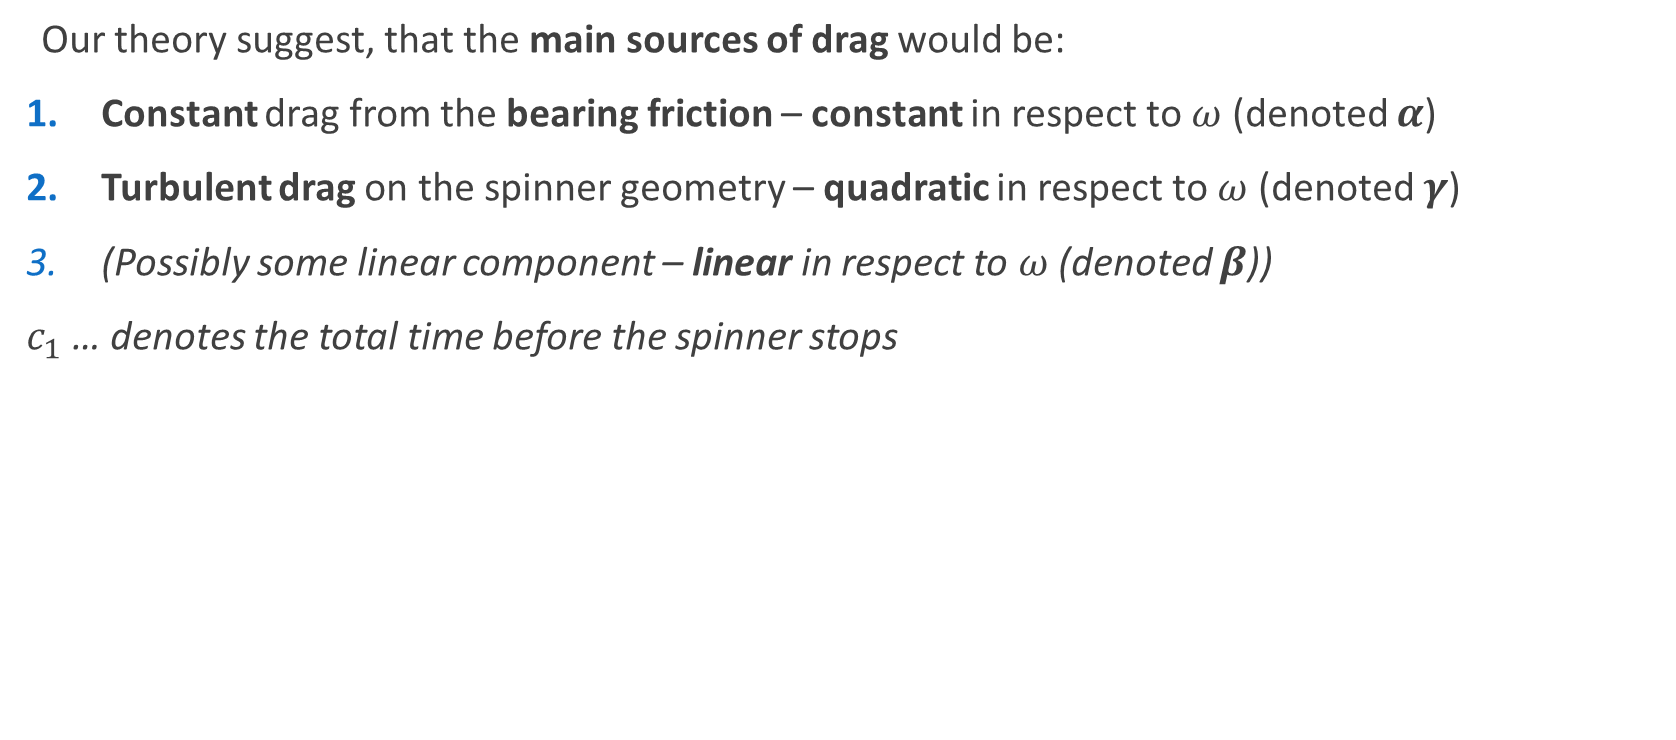 Our theory suggest, that the main sources of drag would be:
1. Constant drag from the bearing friction – constant in respect to ω (denoted α)
2. Turbulent drag on the spinner geometry – quadratic in respect to ω (denoted γ)
3. (Possibly some linear component – linear in respect to ω (denoted β))
c₁ … denotes the total time before the spinner stops